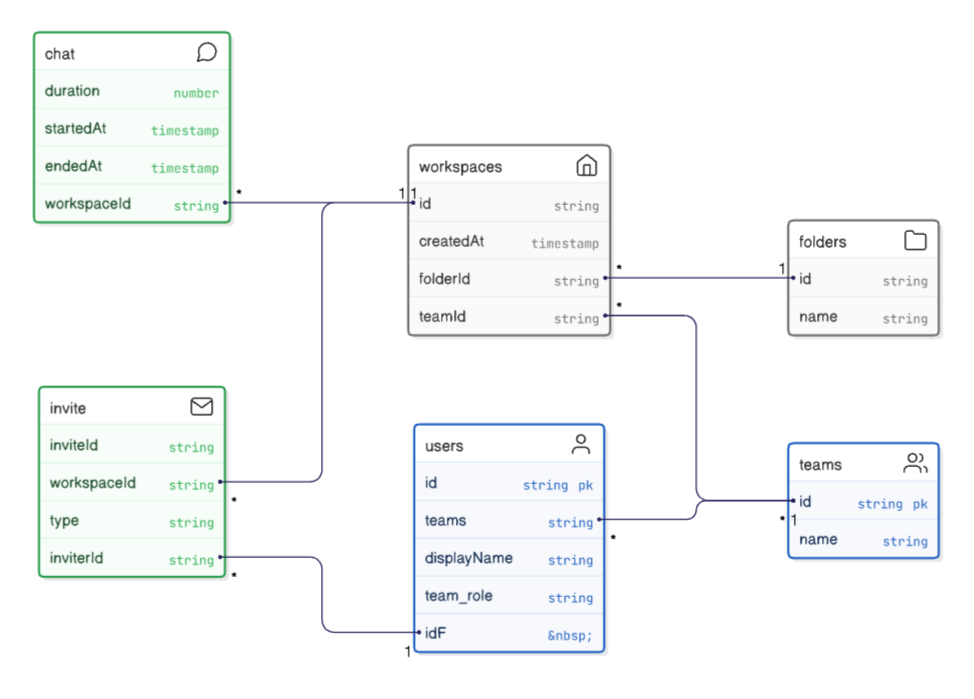 chat
duration number
startedAt timestamp
endedAt timestamp
workspaceId string
*
workspaces
1 1
id string
createdAt timestamp
folderId string
*
teamId string
*
folders
1
id string
name string
invite
inviteId string
workspaceId string
*
type string
inviterId string
*
users
id string pk
teams string
*
displayName string
team_role string
idF &nbsp;
1
teams
id string pk
* 1
name string